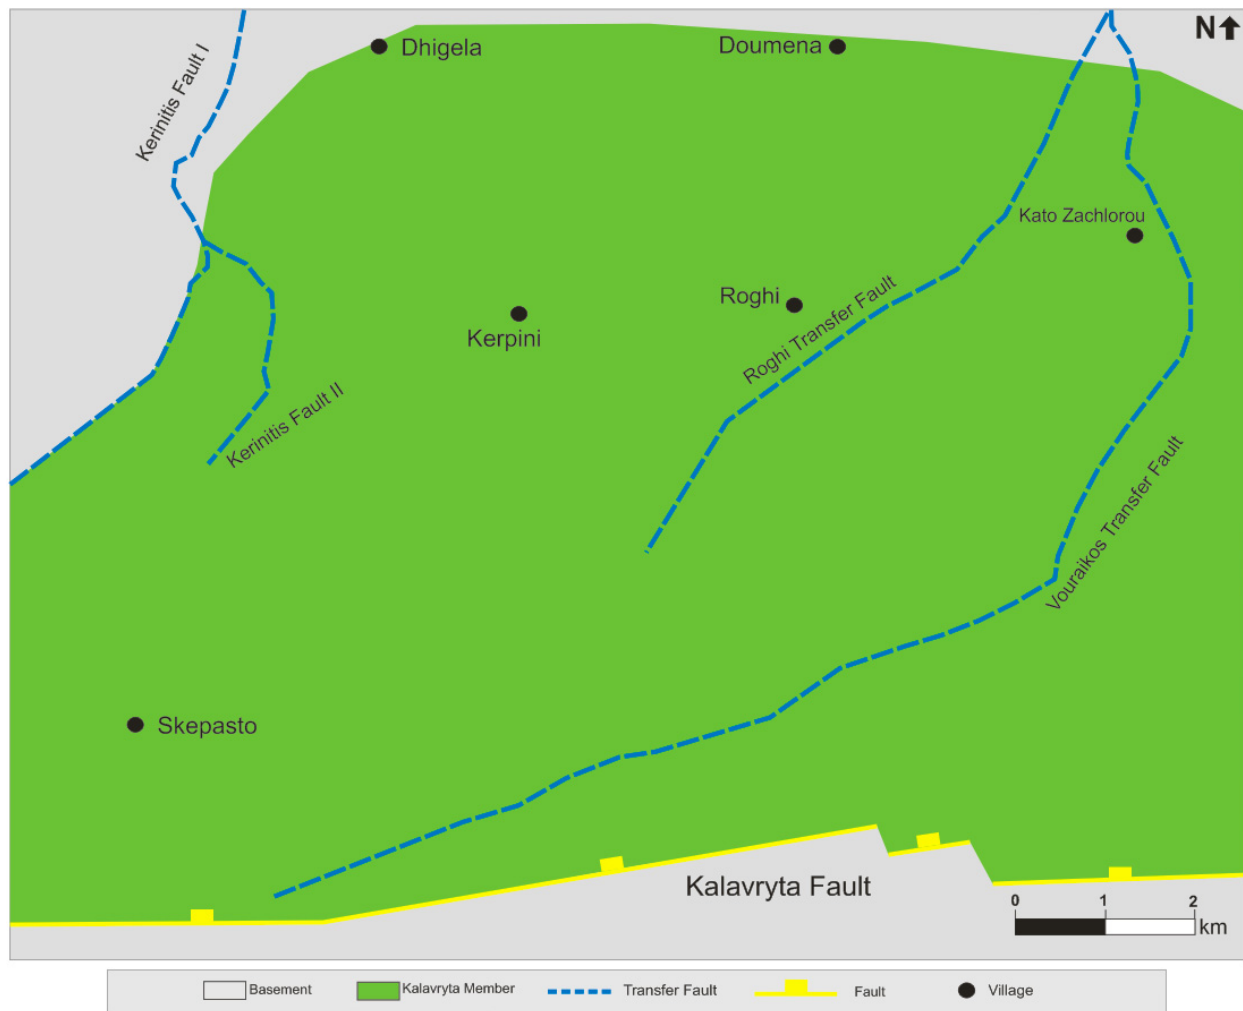 N
Kerinitis Fault I
Dhigela
Doumena
Kato Zachlorou
Roghi
Kerpini
Roghi Transfer Fault
Kerinitis Fault II
Vouraikos Transfer Fault
Skepasto
Kalavryta Fault
0 1 2
km
Basement
Kalavryta Member
Transfer Fault
Fault
Village